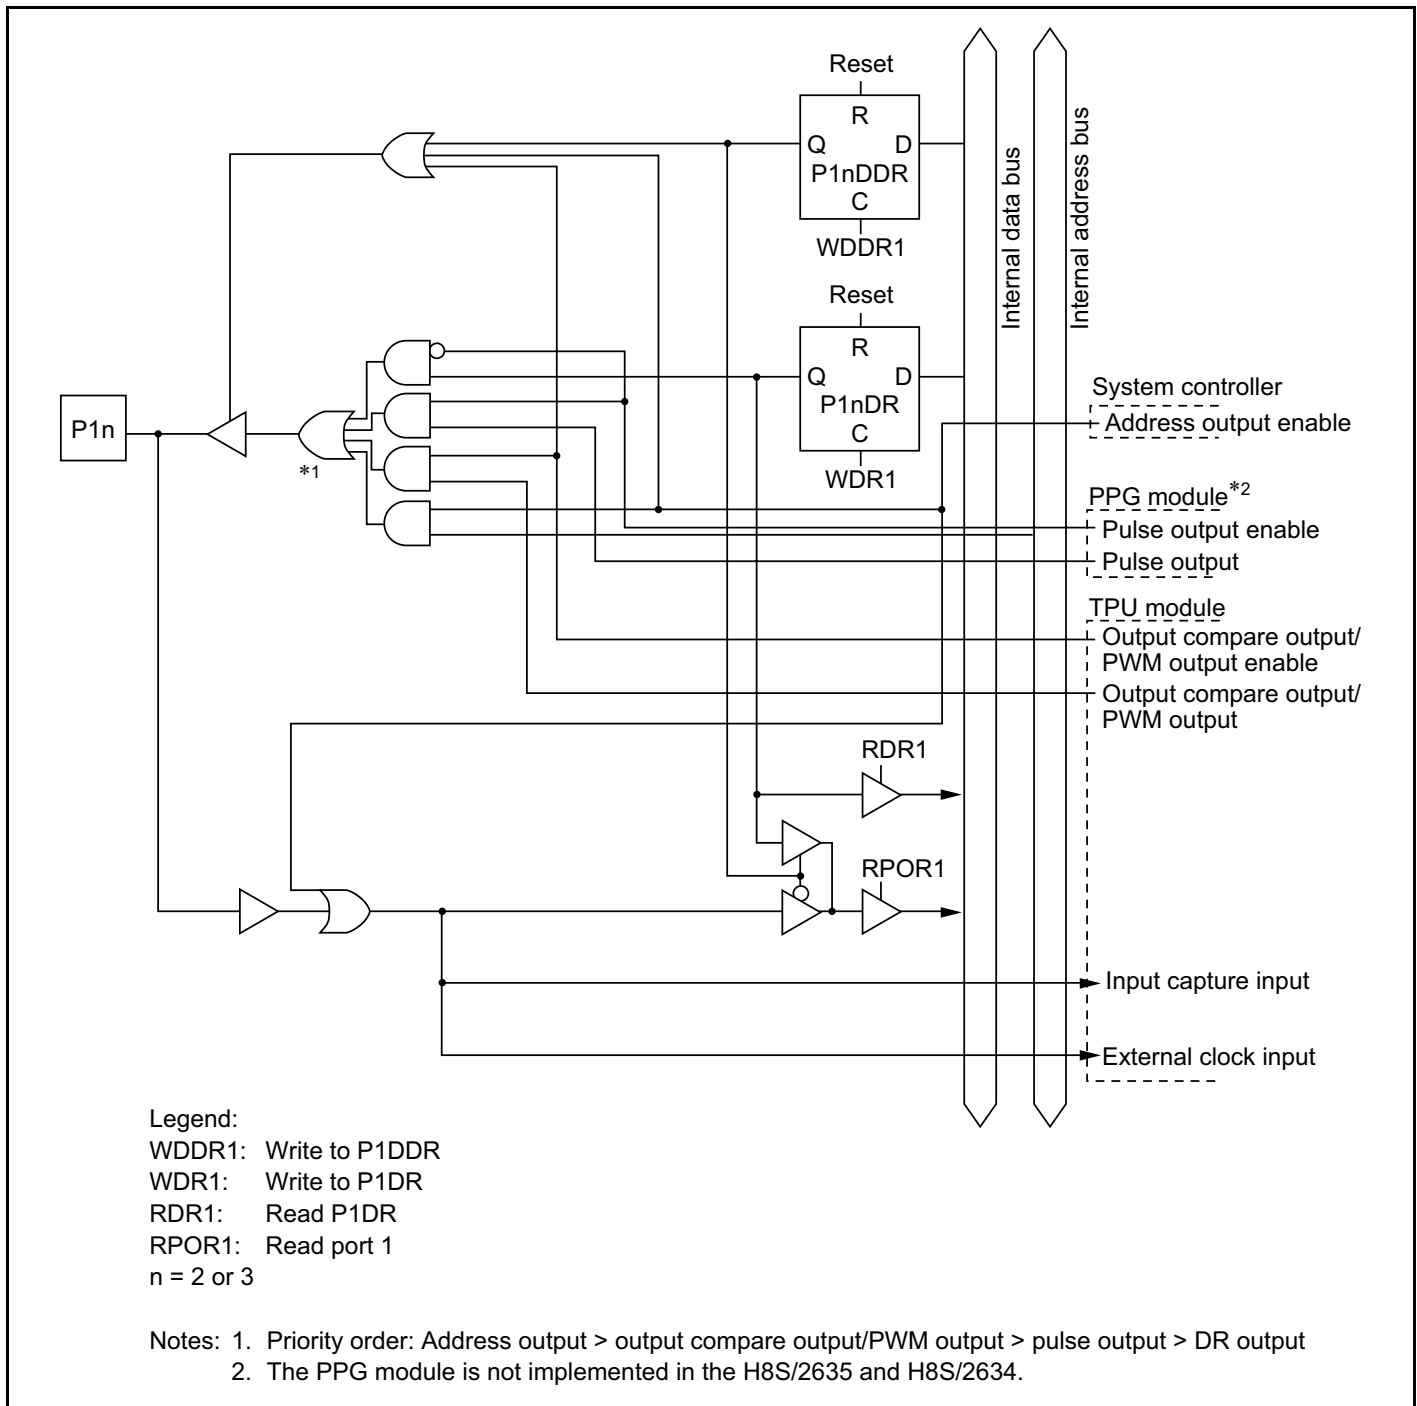 Reset
R
Q D
P1nDDR
C
WDDR1
Internal data bus
Internal address bus
Reset
R
Q D
P1nDR
C
WDR1
P1n
*1
System controller
Address output enable
PPG module*2
Pulse output enable
Pulse output
TPU module
Output compare output/
PWM output enable
Output compare output/
PWM output
RDR1
RPOR1
Input capture input
External clock input
Legend:
WDDR1: Write to P1DDR
WDR1: Write to P1DR
RDR1: Read P1DR
RPOR1: Read port 1
n = 2 or 3
Notes: 1. Priority order: Address output > output compare output/PWM output > pulse output > DR output
2. The PPG module is not implemented in the H8S/2635 and H8S/2634.